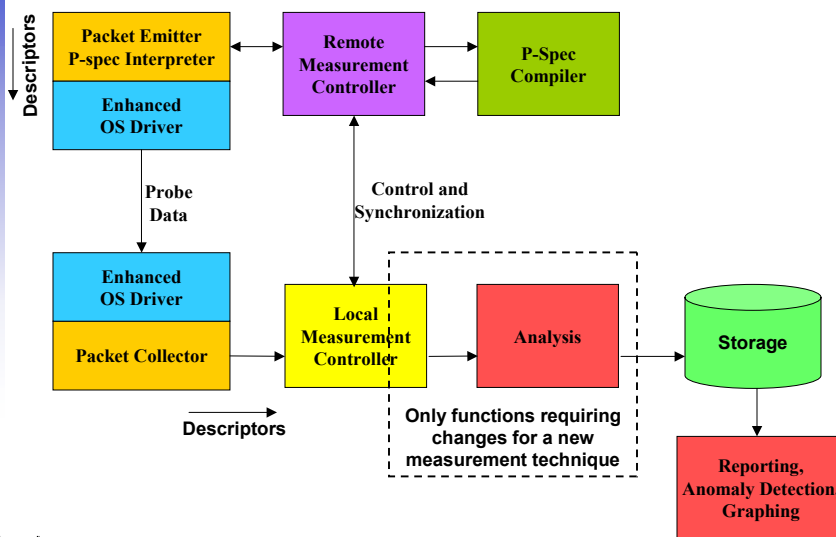 Descriptors
Packet Emitter
P-spec Interpreter
Enhanced
OS Driver
Remote
Measurement
Controller
P-Spec
Compiler
Probe
Data
Control and
Synchronization
Enhanced
OS Driver
Packet Collector
Local
Measurement
Controller
Analysis
Storage
Descriptors
Only functions requiring
changes for a new
measurement technique
Reporting,
Anomaly Detection
Graphing